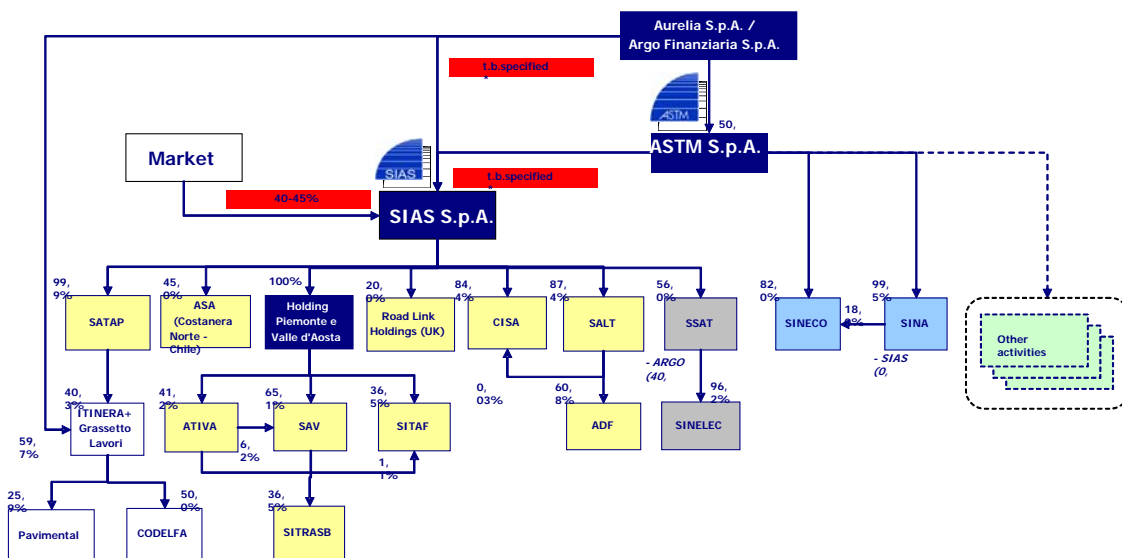 Aurelia S.p.A. /
Argo Finanziaria S.p.A.
t.b.specified
*
ASTM
50,
ASTM S.p.A.
Market
SIAS
t.b.specified
*
40-45%
SIAS S.p.A.
99,
9%
45,
0%
100%
20,
0%
84,
4%
87,
4%
56,
0%
82,
0%
99,
5%
SATAP
ASA
(Costanera
Norte -
Chile)
Holding
Piemonte e
Valle d'Aosta
Road Link
Holdings (UK)
CISA
SALT
SSAT
SINECO
18,
0%
SINA
Other
activities
- ARGO
(40,
- SIAS
(0,
40,
3%
41,
2%
65,
1%
36,
5%
0,
03%
60,
8%
96,
2%
ITINERA+
Grassetto
Lavori
ATIVA
SAV
SITAF
ADF
SINELEC
59,
7%
6,
2%
1,
1%
25,
9%
50,
0%
36,
5%
Pavimental
CODELFA
SITRASB